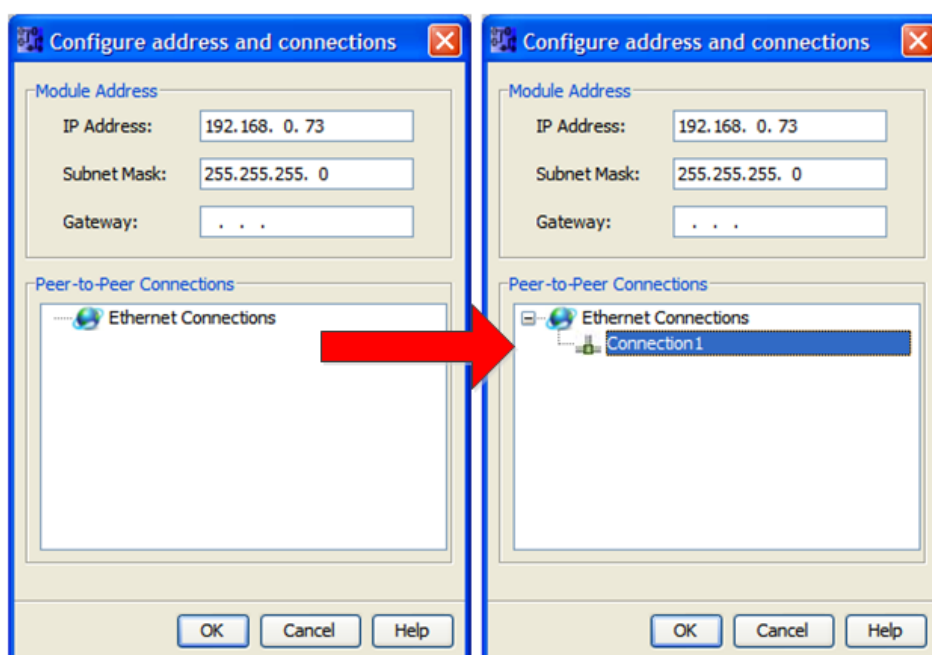 Configure address and connections
Module Address
IP Address: 192.168. 0. 73
Subnet Mask: 255.255.255. 0
Gateway: . . .
Peer-to-Peer Connections
Ethernet Connections
OK Cancel Help
Configure address and connections
Module Address
IP Address: 192.168. 0. 73
Subnet Mask: 255.255.255. 0
Gateway: . . .
Peer-to-Peer Connections
Ethernet Connections
Connection1
OK Cancel Help